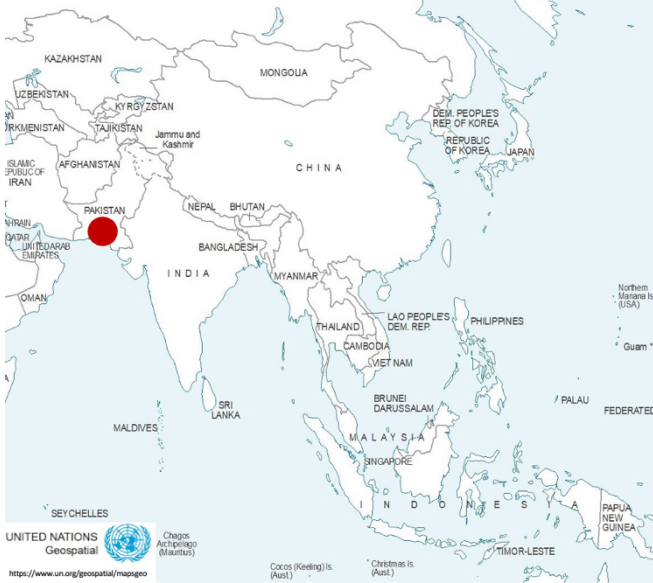 KAZAKHSTAN
MONGOLIA
UZBEKISTAN
KYRGYZSTAN
DEM. PEOPLE'S
REP. OF KOREA
AN
URKMENISTAN
TAJIKISTAN
Jammu and
Kashmir
REPUBLIC
OF KOREA
JAPAN
ISLAMIC
EPUBLIC OF
IRAN
AFGHANISTAN
CHINA
PAKISTAN
NEPAL
BHUTAN
AHRAIN
QATAR
UNITED ARAB
EMIRATES
BANGLADESH
INDIA
MYANMAR
OMAN
Northern
Mariana Is
(USA)
LAO PEOPLE'S
DEM. REP.
THAILAND
PHILIPPINES
CAMBODIA
Guam
VIET NAM
SRI
LANKA
BRUNEI
DARUSSALAM
PALAU
FEDERATED
MALDIVES
MALAYSIA
SINGAPORE
INDONESIA
PAPUA
NEW
GUINEA
SEYCHELLES
UNITED NATIONS
Geospatial
Chagos
Archipelago
(Mauritius)
TIMOR-LESTE
https://www.un.org/geospatial/mapsgeo
Cocos (Keeling) Is.
(Aust.)
Christmas Is.
(Aust.)